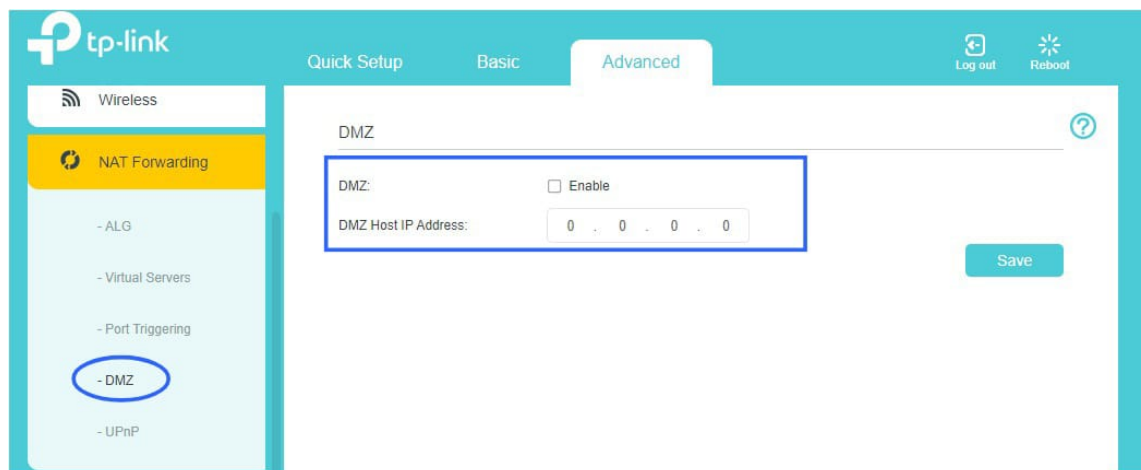 tp-link
Quick Setup Basic Advanced
Log out Reboot
Wireless
NAT Forwarding
- ALG
- Virtual Servers
- Port Triggering
- DMZ
- UPnP
DMZ
?
DMZ: Enable
DMZ Host IP Address: 0 . 0 . 0 . 0
Save